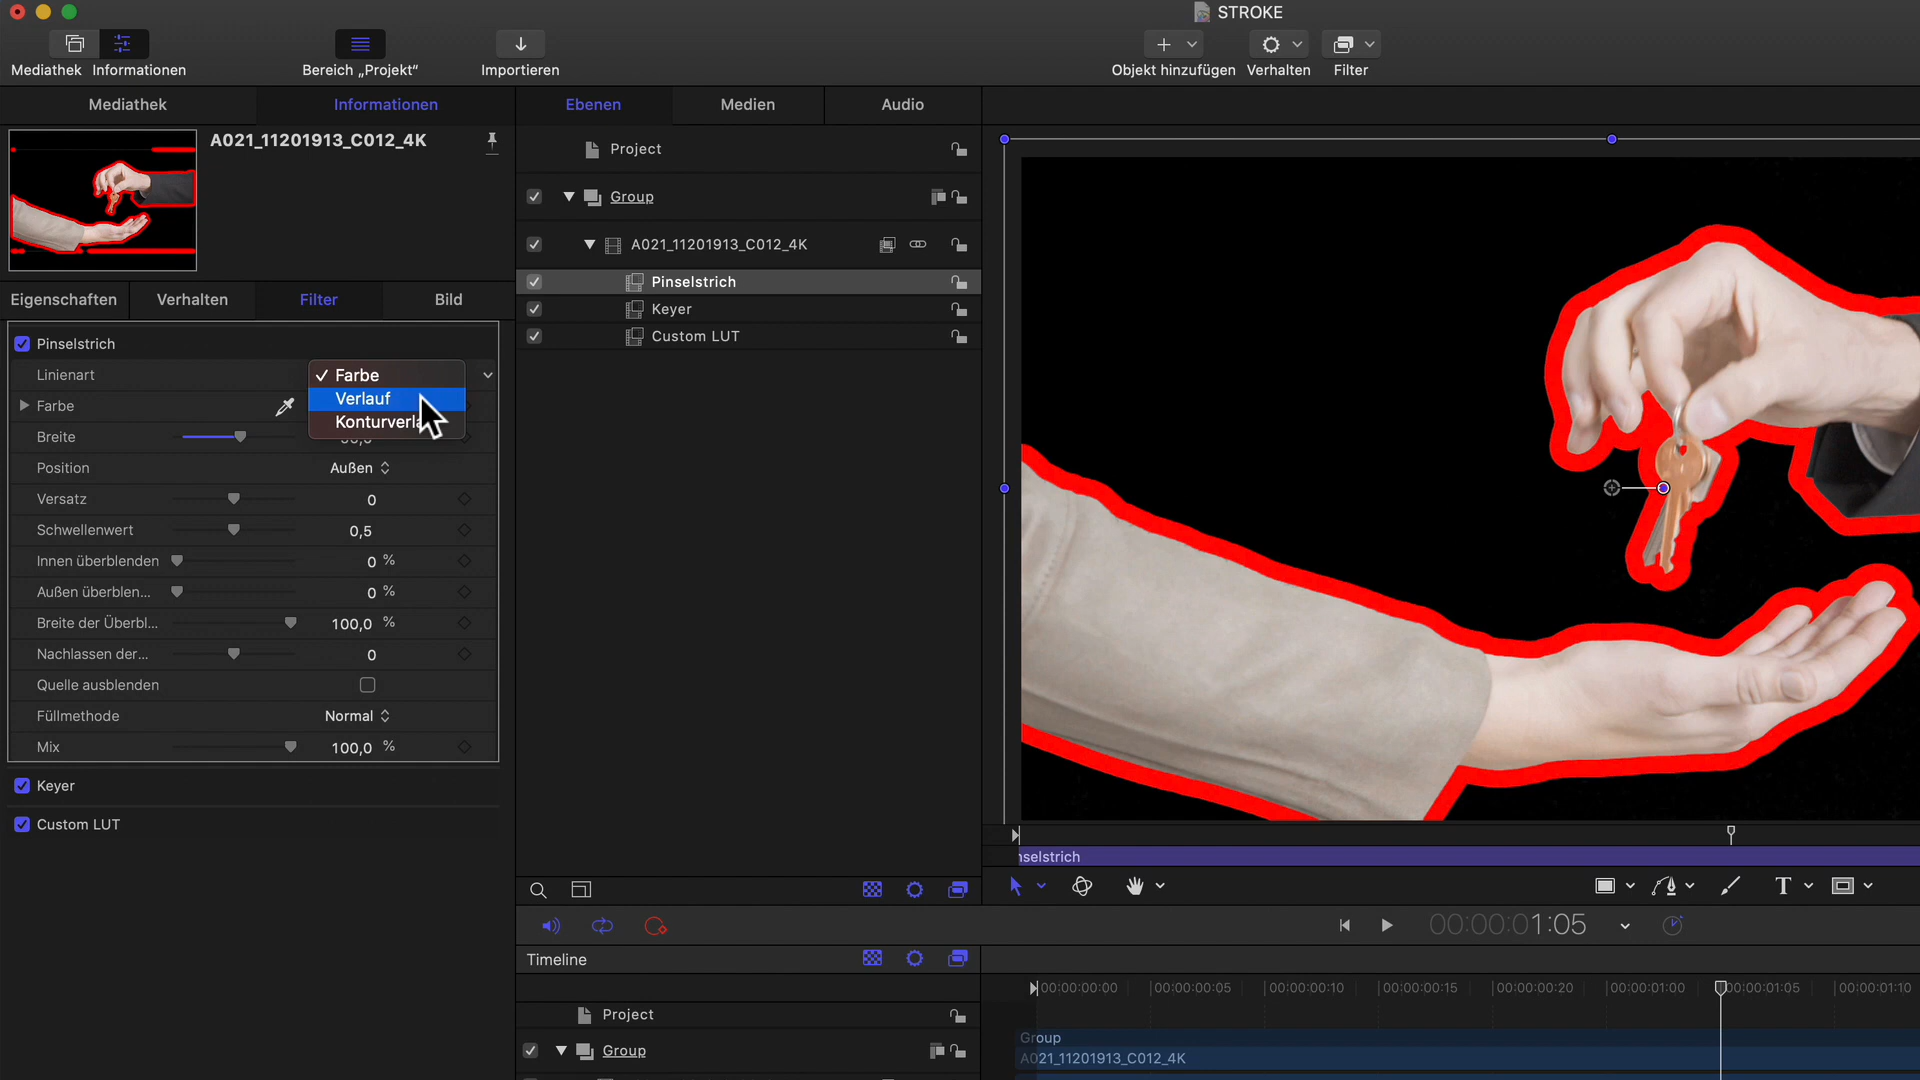 STROKE
Mediathek
Informationen
Bereich „Projekt“
Importieren
Objekt hinzufügen
Verhalten
Filter
Mediathek
Informationen
Ebenen
Medien
Audio
A021_11201913_C012_4K
Project
Group
A021_11201913_C012_4K
Pinselstrich
Keyer
Custom LUT
Eigenschaften
Verhalten
Filter
Bild
Pinselstrich
Linienart
Farbe
Verlauf
Farbe
Breite
Position Außen
Versatz 0
Schwellenwert 0,5
Innen überblenden 0 %
Außen überblen... 0 %
Breite der Überbl... 100,0 %
Nachlassen der... 0
Quelle ausblenden
Füllmethode Normal
Mix 100,0 %
Keyer
Custom LUT
nselstrich
00:00:01:05
Timeline
00:00:00:00
00:00:00:05
00:00:00:10
00:00:00:15
00:00:00:20
00:00:01:00
00:00:01:05
00:00:01:10
Project
Group
Group
A021_11201913_C012_4K